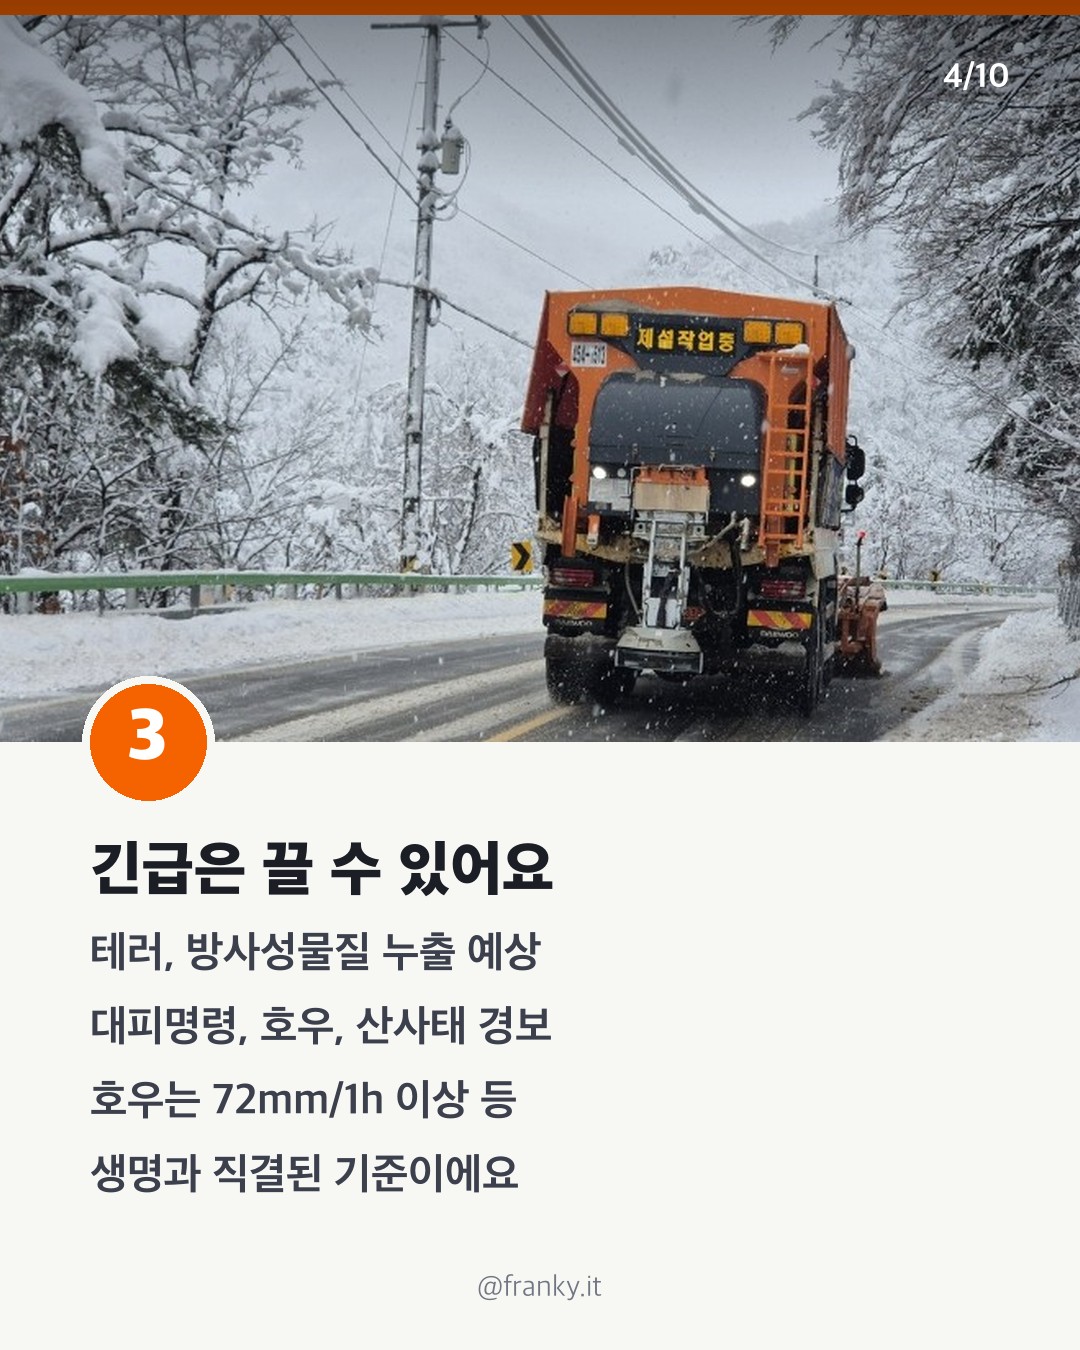 4/10
제설작업중
DAEWOO
DAEWOO
3
긴급은 끌 수 있어요
테러, 방사성물질 누출 예상
대피명령, 호우, 산사태 경보
호우는 72mm/1h 이상 등
생명과 직결된 기준이에요
@franky.it